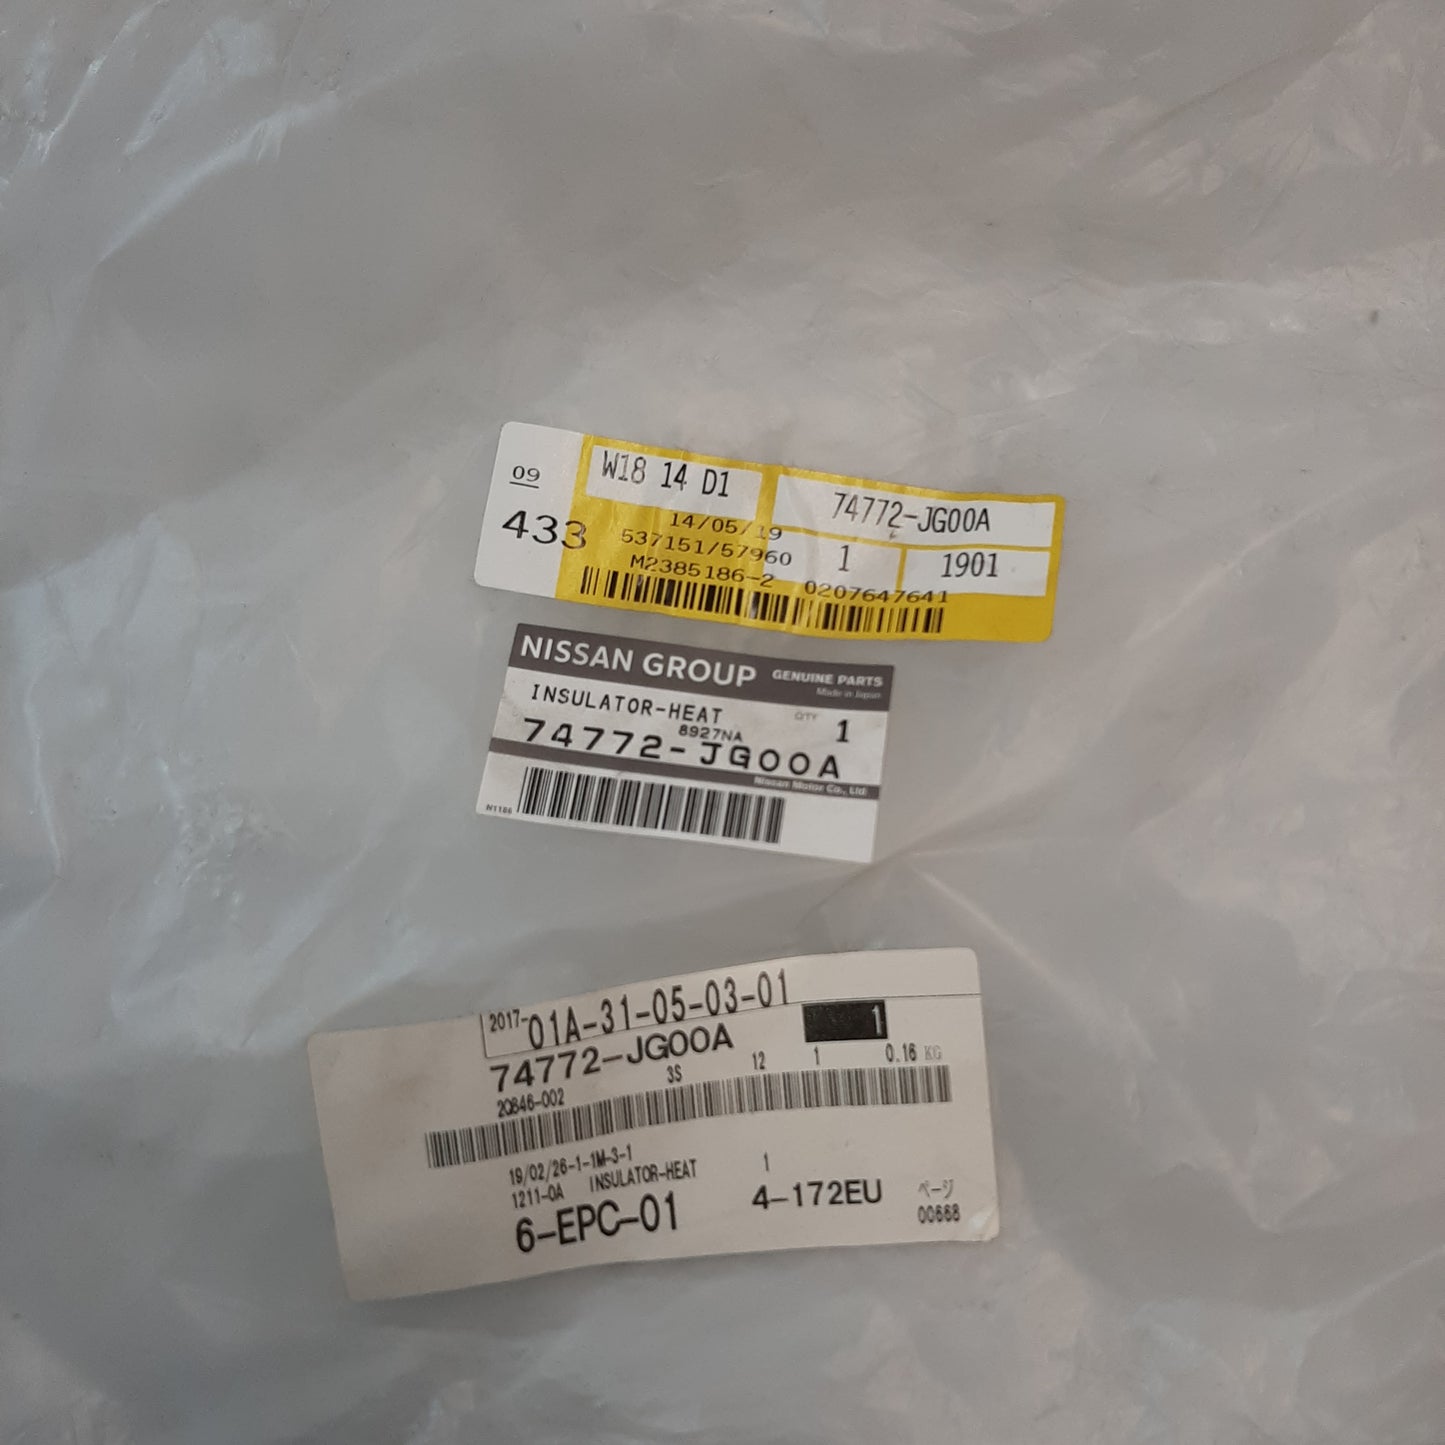 09
433
W18 14 D1
74772-JG00A
14/05/19
537151/57960
1
1901
M2385186-2
0207647641
NISSAN GROUP GENUINE PARTS
Made in Japan
INSULATOR-HEAT
QTY 1
8927NA
74772-JG00A
Nissan Motor Co., Ltd.
N1186
2017-01A-31-05-03-01
1
74772-JG00A
3S 12 1 0.16 KG
20846-002
19/02/26-1-1M-3-1
1211-0A INSULATOR-HEAT 1
6-EPC-01 4-172EU
ページ
00668